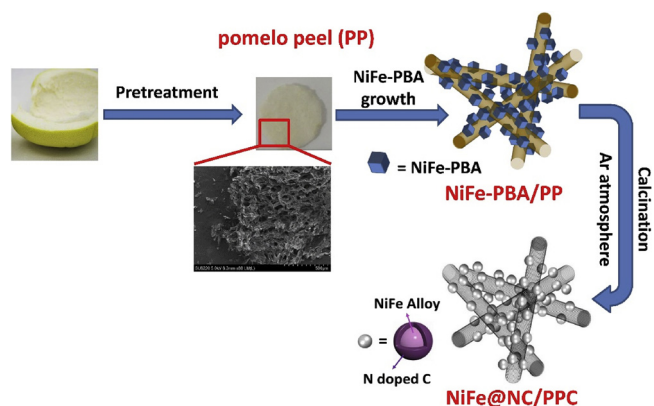 pomelo peel (PP)
Pretreatment
NiFe-PBA
growth
= NiFe-PBA
NiFe-PBA/PP
Calcination
Ar atmosphere
NiFe Alloy
=
N doped C
NiFe@NC/PPC